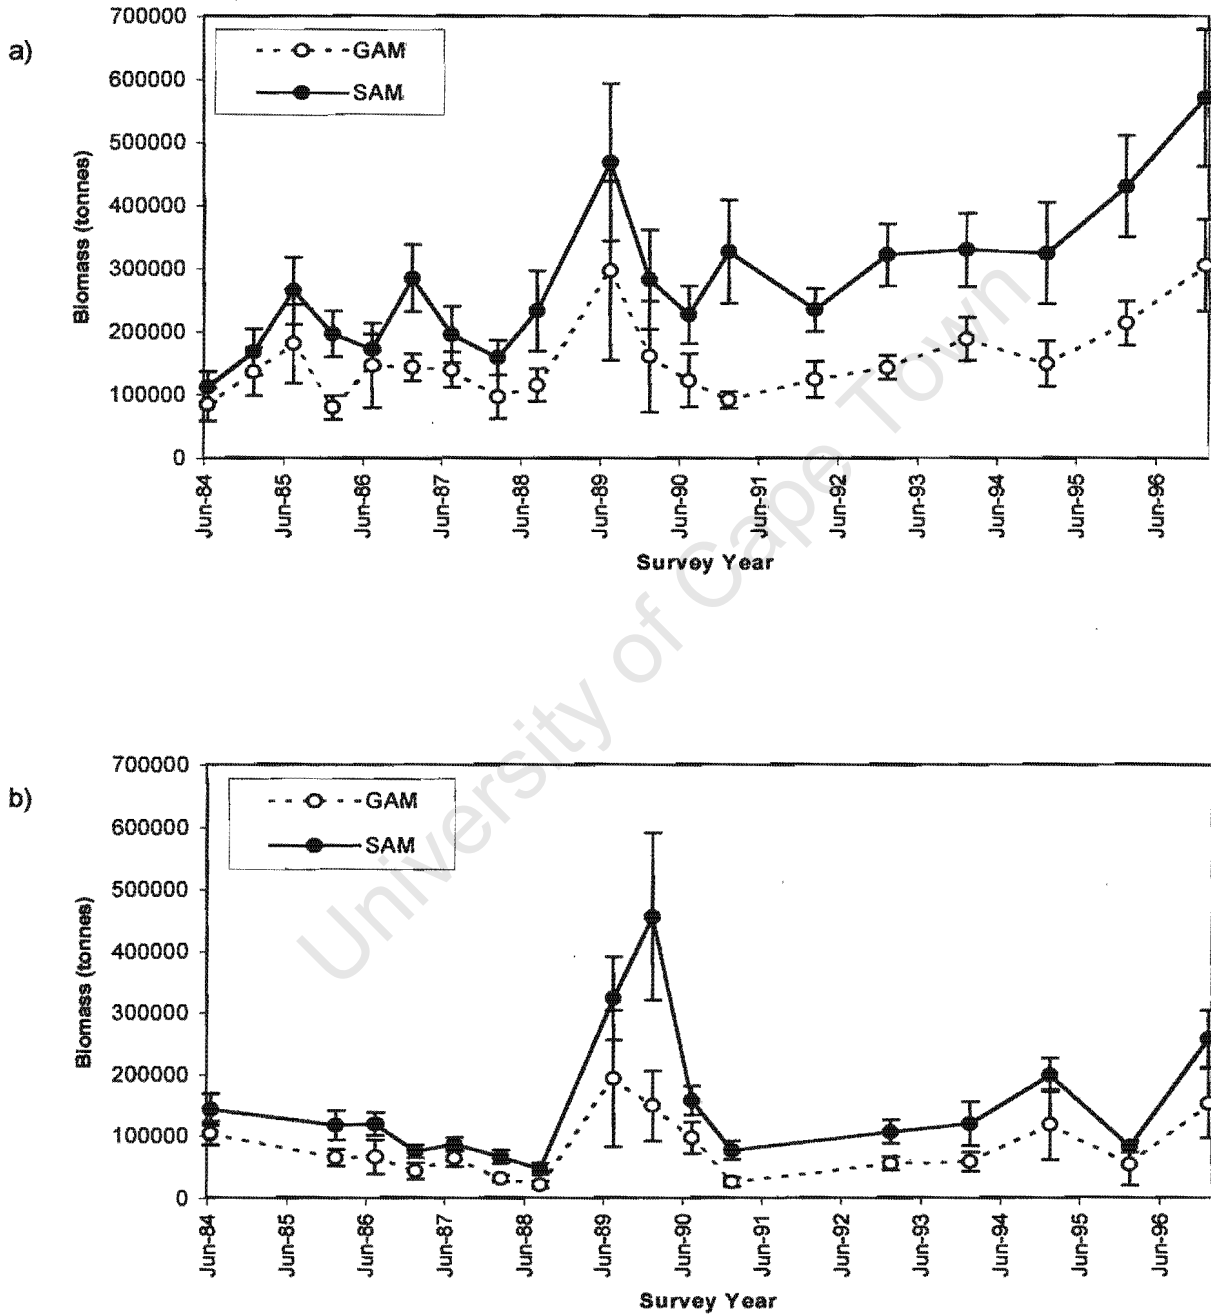 a)
700000
600000
500000
400000
300000
200000
100000
0
Biomass (tonnes)
GAM
SAM
Jun-84
Jun-85
Jun-86
Jun-87
Jun-88
Jun-89
Jun-90
Jun-91
Jun-92
Jun-93
Jun-94
Jun-95
Jun-96
Survey Year
University of Cape Town
b)
700000
600000
500000
400000
300000
200000
100000
0
Biomass (tonnes)
GAM
SAM
Jun-84
Jun-85
Jun-86
Jun-87
Jun-88
Jun-89
Jun-90
Jun-91
Jun-92
Jun-93
Jun-94
Jun-95
Jun-96
Survey Year